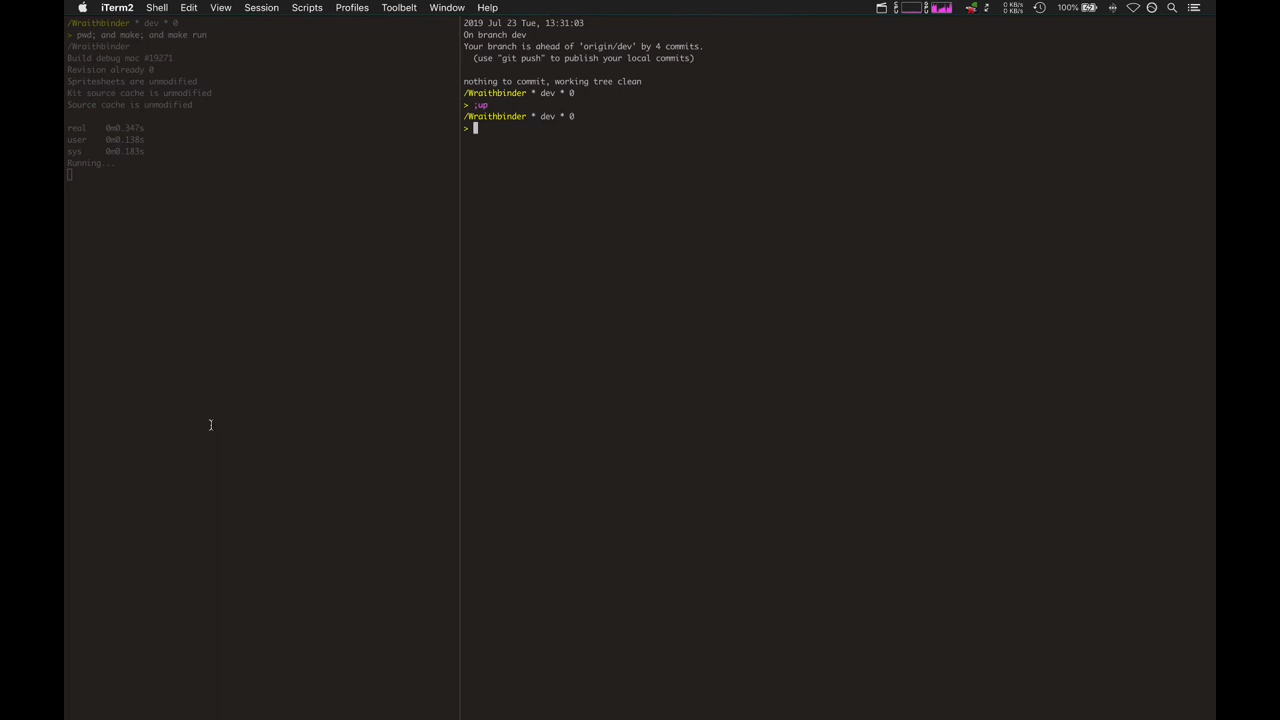 iTerm2 Shell Edit View Session Scripts Profiles Toolbelt Window Help 0 KB/s 0 KB/s 100%
/Wraithbinder * dev * 0
> pwd; and make; and make run
/Wraithbinder
Build debug mac #19271
Revision already 0
Spritesheets are unmodified
Kit source cache is unmodified
Source cache is unmodified
real 0m0.347s
user 0m0.138s
sys 0m0.183s
Running...
2019 Jul 23 Tue, 13:31:03
On branch dev
Your branch is ahead of 'origin/dev' by 4 commits.
(use "git push" to publish your local commits)
nothing to commit, working tree clean
/Wraithbinder * dev * 0
> ;up
/Wraithbinder * dev * 0
>